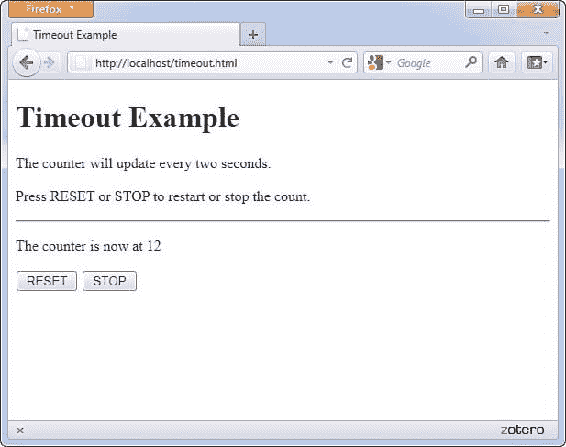 Firefox
Timeout Example
http://localhost/timeout.html
Google
Timeout Example
The counter will update every two seconds.
Press RESET or STOP to restart or stop the count.
The counter is now at 12
RESET STOP
zotero